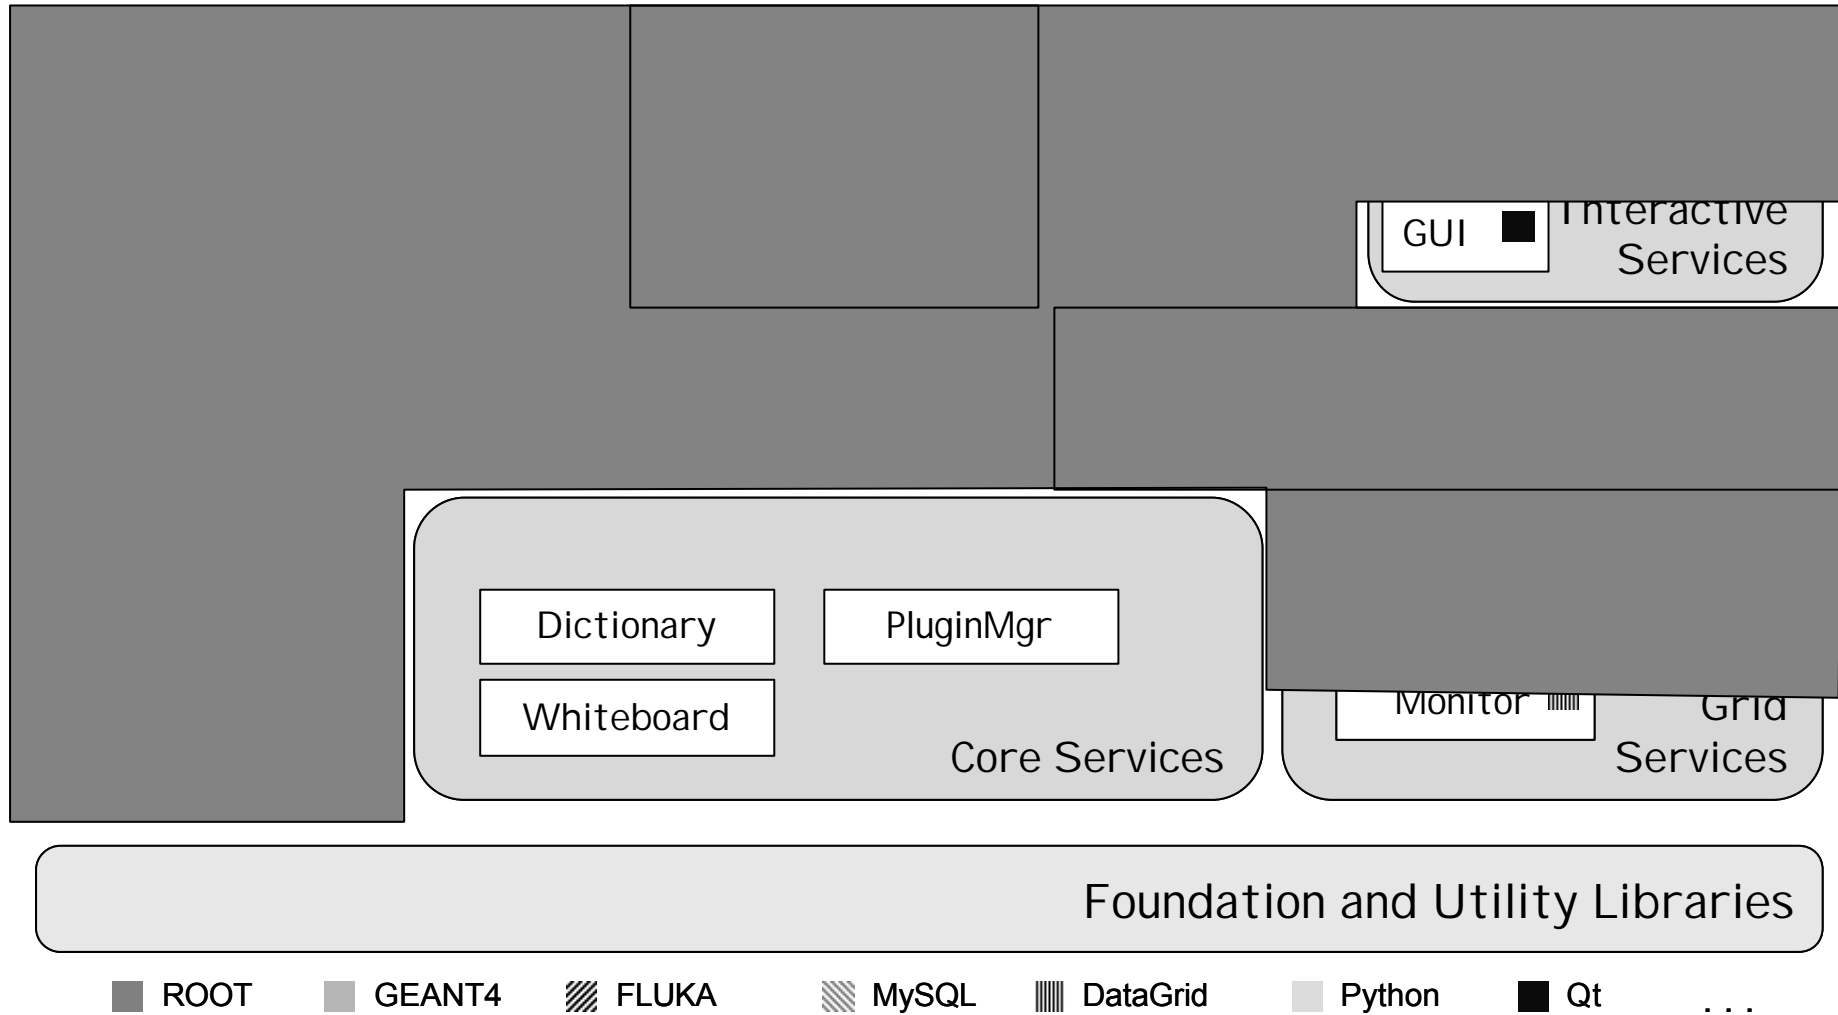 Interactive
GUI
Services
Dictionary
PluginMgr
Whiteboard
Core Services
Monitor
Grid
Services
Foundation and Utility Libraries
ROOT
GEANT4
FLUKA
MySQL
DataGrid
Python
Qt
...